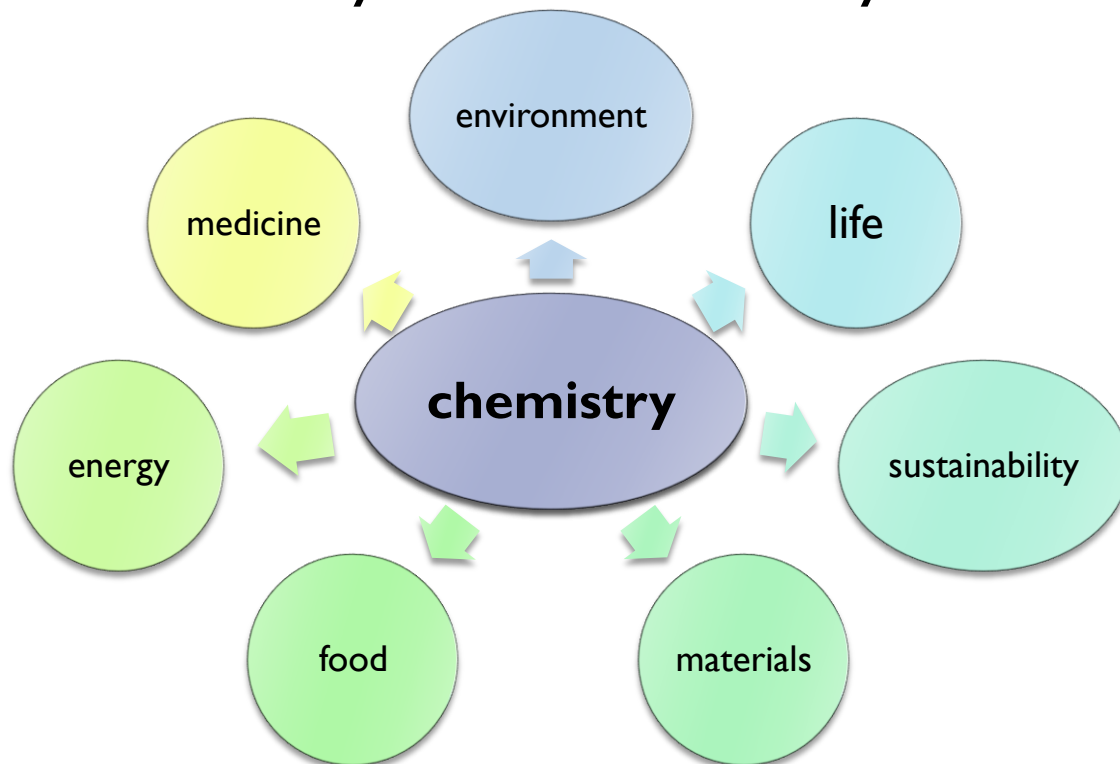 environment
medicine
life
chemistry
energy
sustainability
food
materials